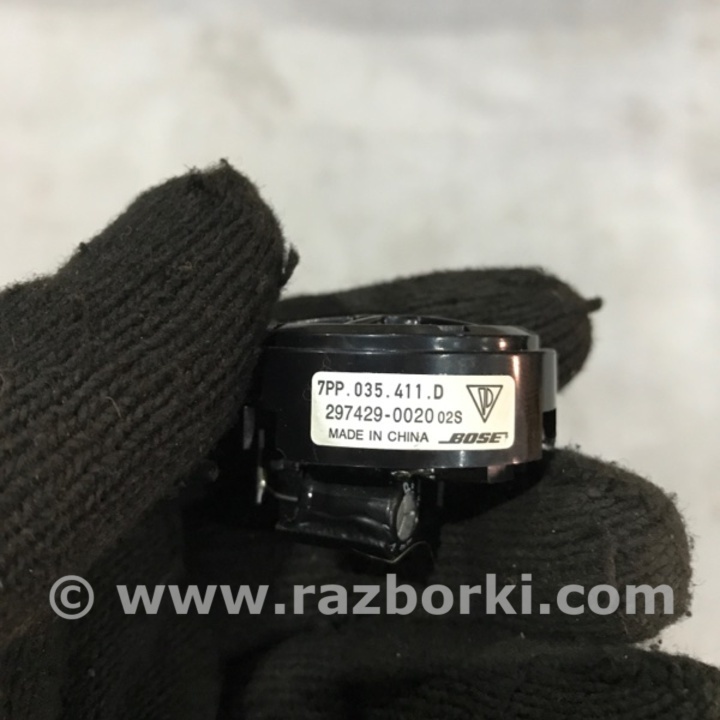 7PP.035.411.D
297429-0020 02S
MADE IN CHINA BOSE
© www.razborki.com